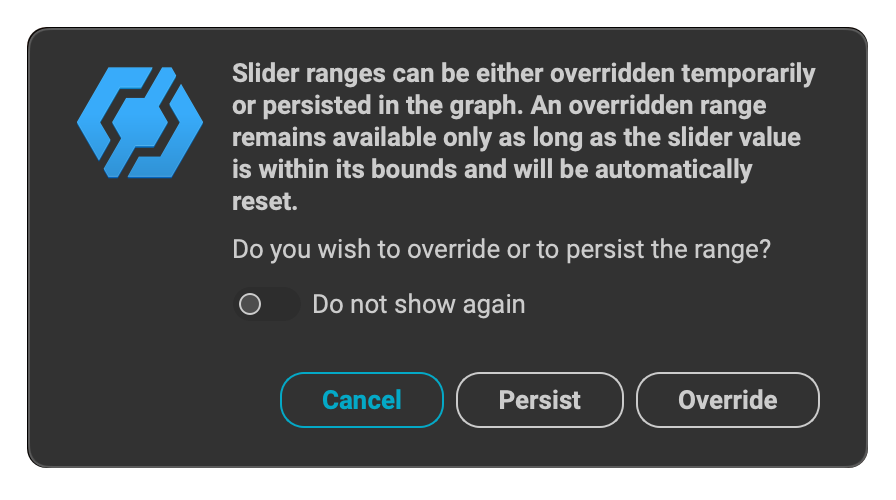 Slider ranges can be either overridden temporarily
or persisted in the graph. An overridden range
remains available only as long as the slider value
is within its bounds and will be automatically
reset.
Do you wish to override or to persist the range?
Do not show again
Cancel Persist Override